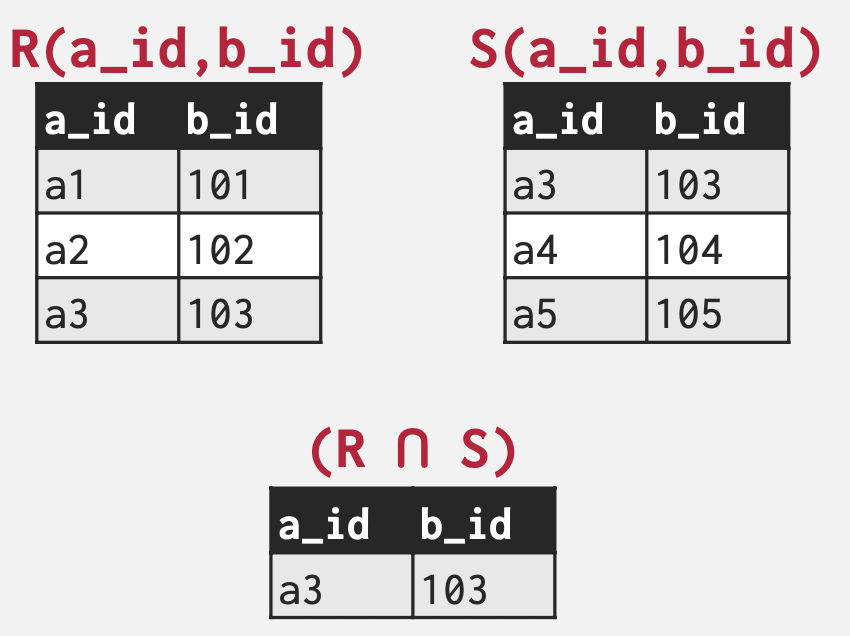 R(a_id,b_id)
a_id b_id
a1 101
a2 102
a3 103
S(a_id,b_id)
a_id b_id
a3 103
a4 104
a5 105
(R ∩ S)
a_id b_id
a3 103